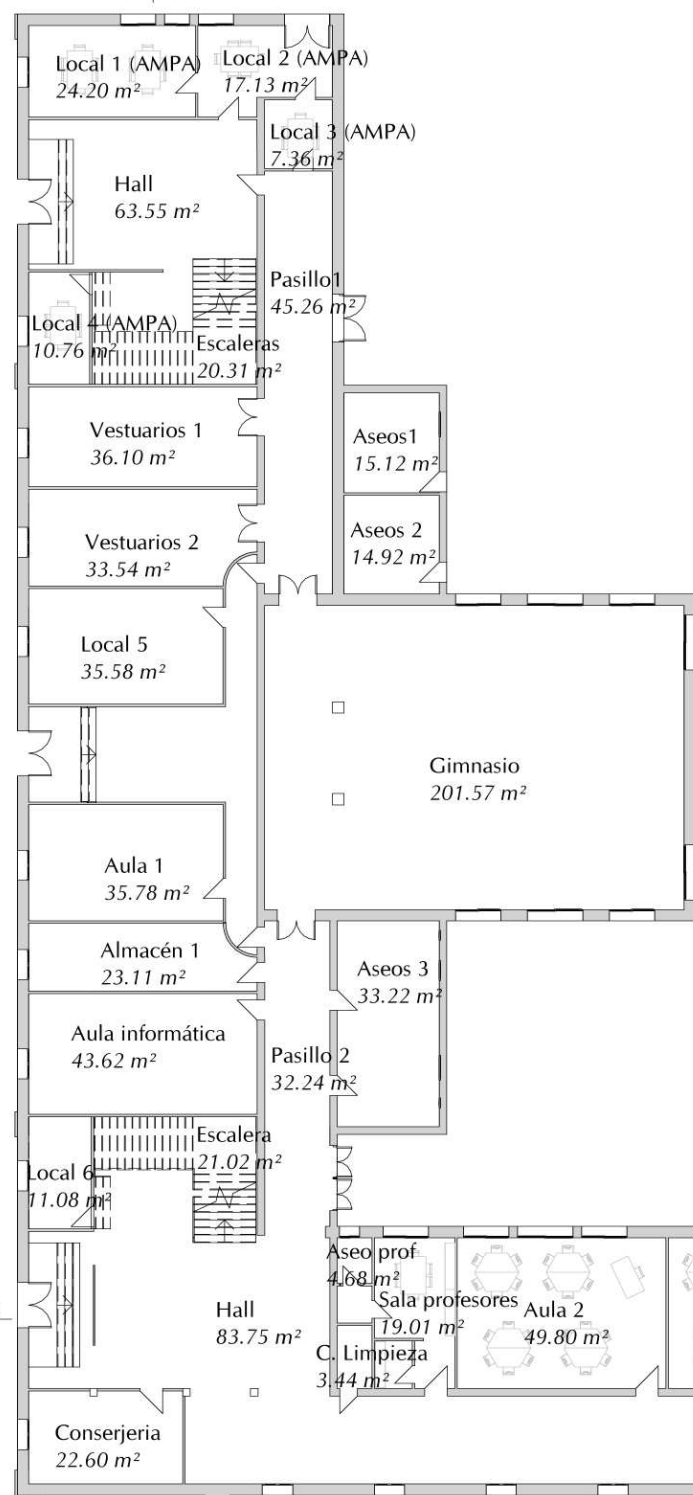 Local 1 (AMPA)
24.20 m²
Local 2 (AMPA)
17.13 m²
Local 3 (AMPA)
7.36 m²
Hall
63.55 m²
Pasillo1
45.26 m²
Local 4 (AMPA)
10.76 m²
Escaleras
20.31 m²
Vestuarios 1
36.10 m²
Aseos1
15.12 m²
Vestuarios 2
33.54 m²
Aseos 2
14.92 m²
Local 5
35.58 m²
Gimnasio
201.57 m²
Aula 1
35.78 m²
Almacén 1
23.11 m²
Aseos 3
33.22 m²
Aula informática
43.62 m²
Pasillo 2
32.24 m²
Escalera
21.02 m²
Local 6
11.08 m²
Aseo prof
4.68 m²
Sala profesores
19.01 m²
Aula 2
49.80 m²
Hall
83.75 m²
C. Limpieza
3.44 m²
Conserjeria
22.60 m²